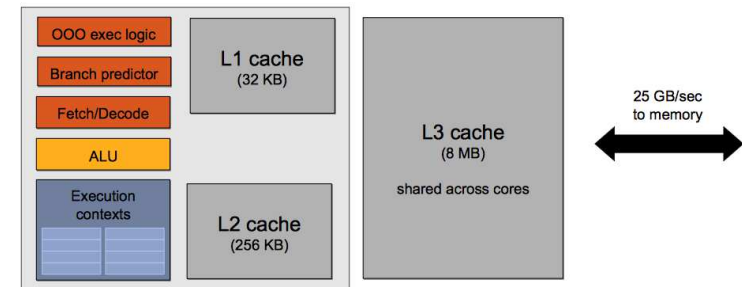 OOO exec logic
Branch predictor
Fetch/Decode
ALU
Execution
contexts
L1 cache
(32 KB)
L2 cache
(256 KB)
L3 cache
(8 MB)
shared across cores
25 GB/sec
to memory